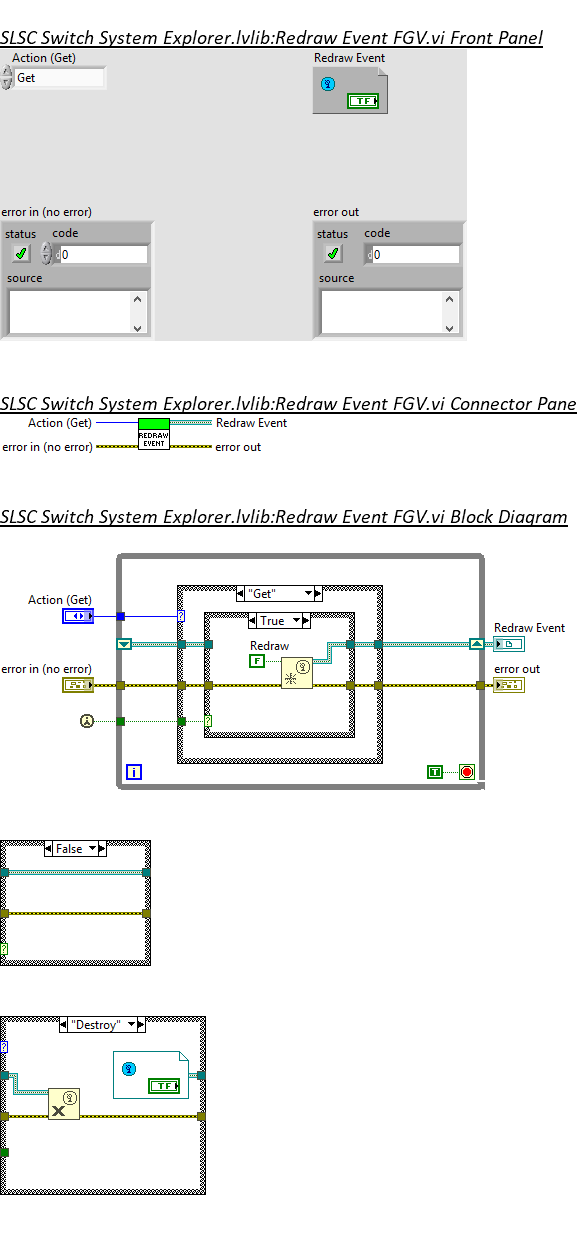 SLSC Switch System Explorer.lvlib:Redraw Event FGV.vi Front Panel
Action (Get)
Redraw Event
Get
TF
error in (no error)
error out
status
code
status
code
0
0
source
source
SLSC Switch System Explorer.lvlib:Redraw Event FGV.vi Connector Pane
Action (Get)
Redraw Event
REDRAW
EVENT
error in (no error)
error out
SLSC Switch System Explorer.lvlib:Redraw Event FGV.vi Block Diagram
"Get"
Action (Get)
?
True
Redraw
Redraw Event
F
error in (no error)
error out
?
i
T
False
?
"Destroy"
?
TF
X